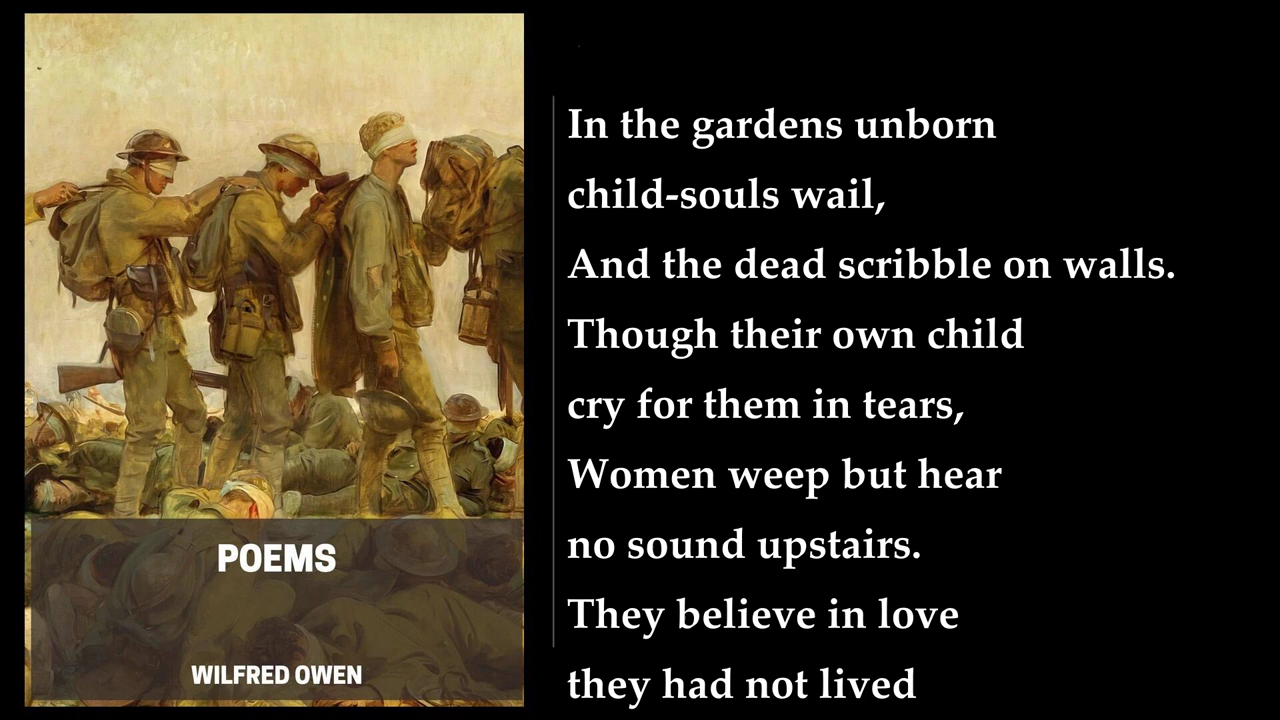 POEMS
WILFRED OWEN
In the gardens unborn
child-souls wail,
And the dead scribble on walls.
Though their own child
cry for them in tears,
Women weep but hear
no sound upstairs.
They believe in love
they had not lived